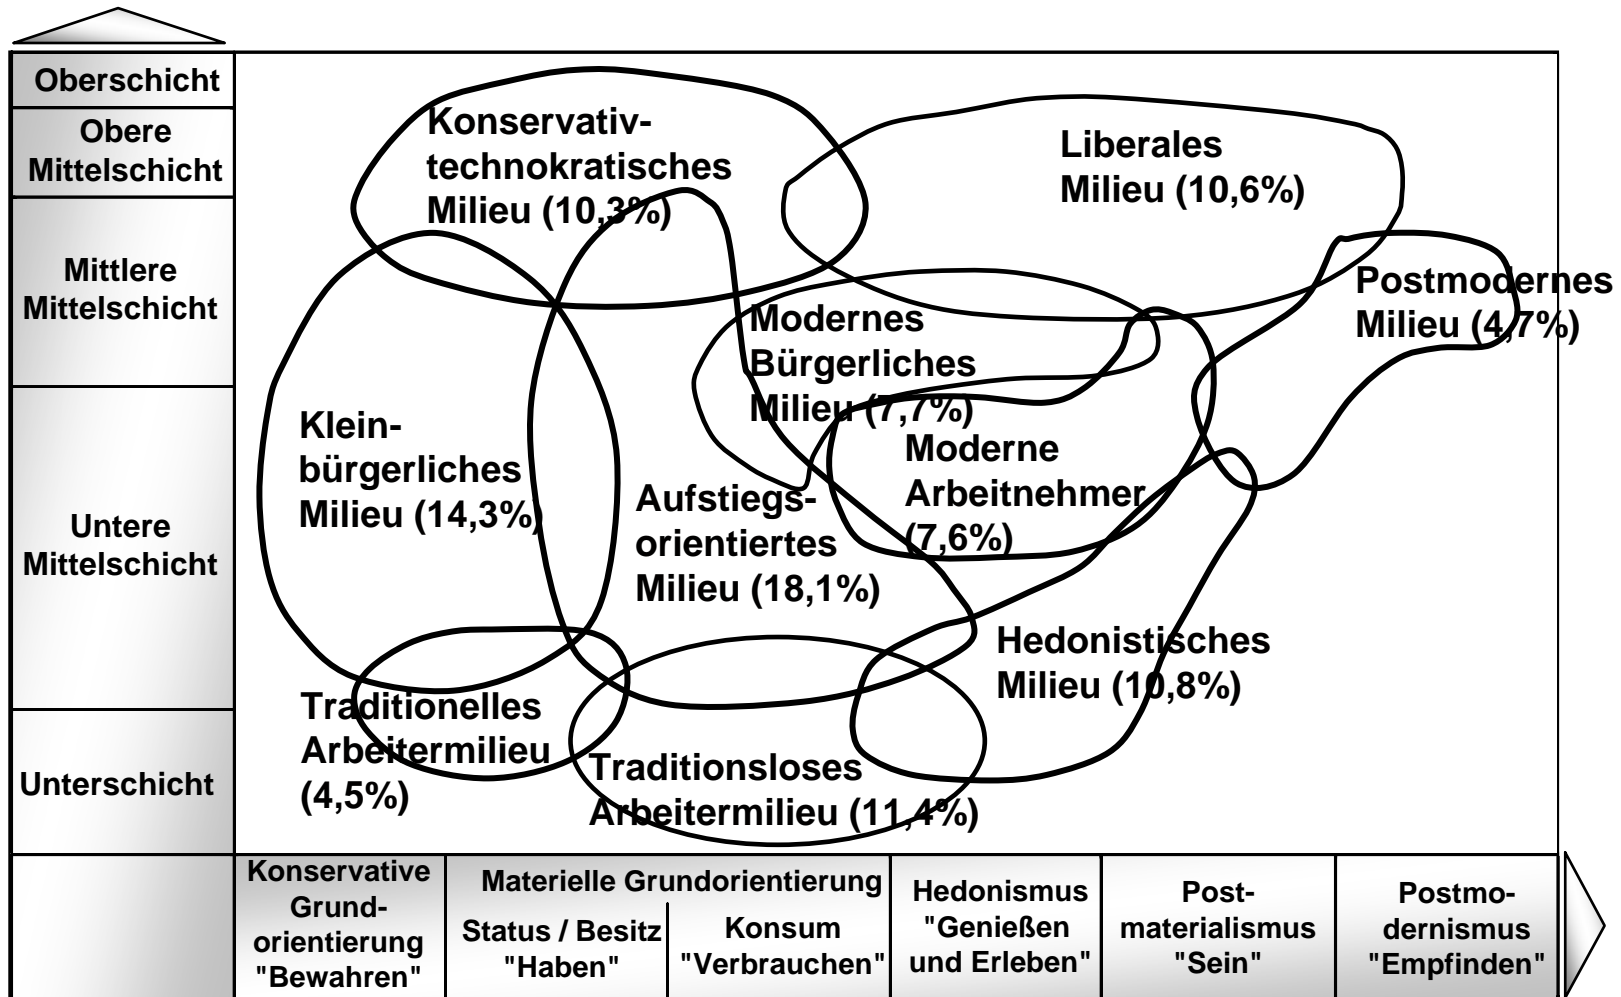 Oberschicht
Obere
Mittelschicht
Mittlere
Mittelschicht
Untere
Mittelschicht
Unterschicht
Konservativ-
technokratisches
Milieu (10,3%)
Liberales
Milieu (10,6%)
Postmodernes
Milieu (4,7%)
Modernes
Bürgerliches
Milieu (7,7%)
Klein-
bürgerliches
Milieu (14,3%)
Moderne
Arbeitnehmer
(7,6%)
Aufstiegs-
orientiertes
Milieu (18,1%)
Hedonistisches
Milieu (10,8%)
Traditionelles
Arbeitermilieu
(4,5%)
Traditionsloses
Arbeitermilieu (11,4%)
Konservative
Grund-
orientierung
"Bewahren"
Materielle Grundorientierung
Status / Besitz
"Haben"
Konsum
"Verbrauchen"
Hedonismus
"Genießen
und Erleben"
Post-
materialismus
"Sein"
Postmo-
dernismus
"Empfinden"